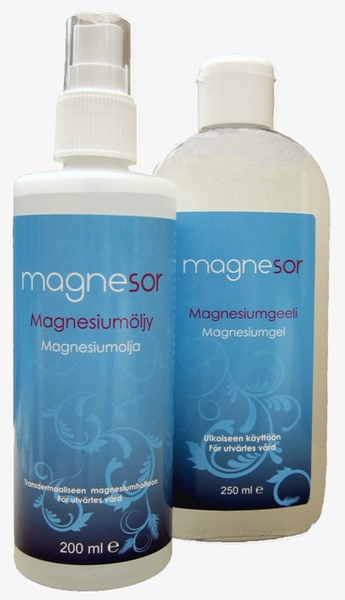 magnesor
Magnesiumöljy
Magnesiumolja
Transdermaaliseen magnesiumhoitoon
För utvärtes vård
200 ml ℮
magnesor
Magnesiumgeeli
Magnesiumgel
Ulkoiseen käyttöön
För utvärtes vård
250 ml ℮